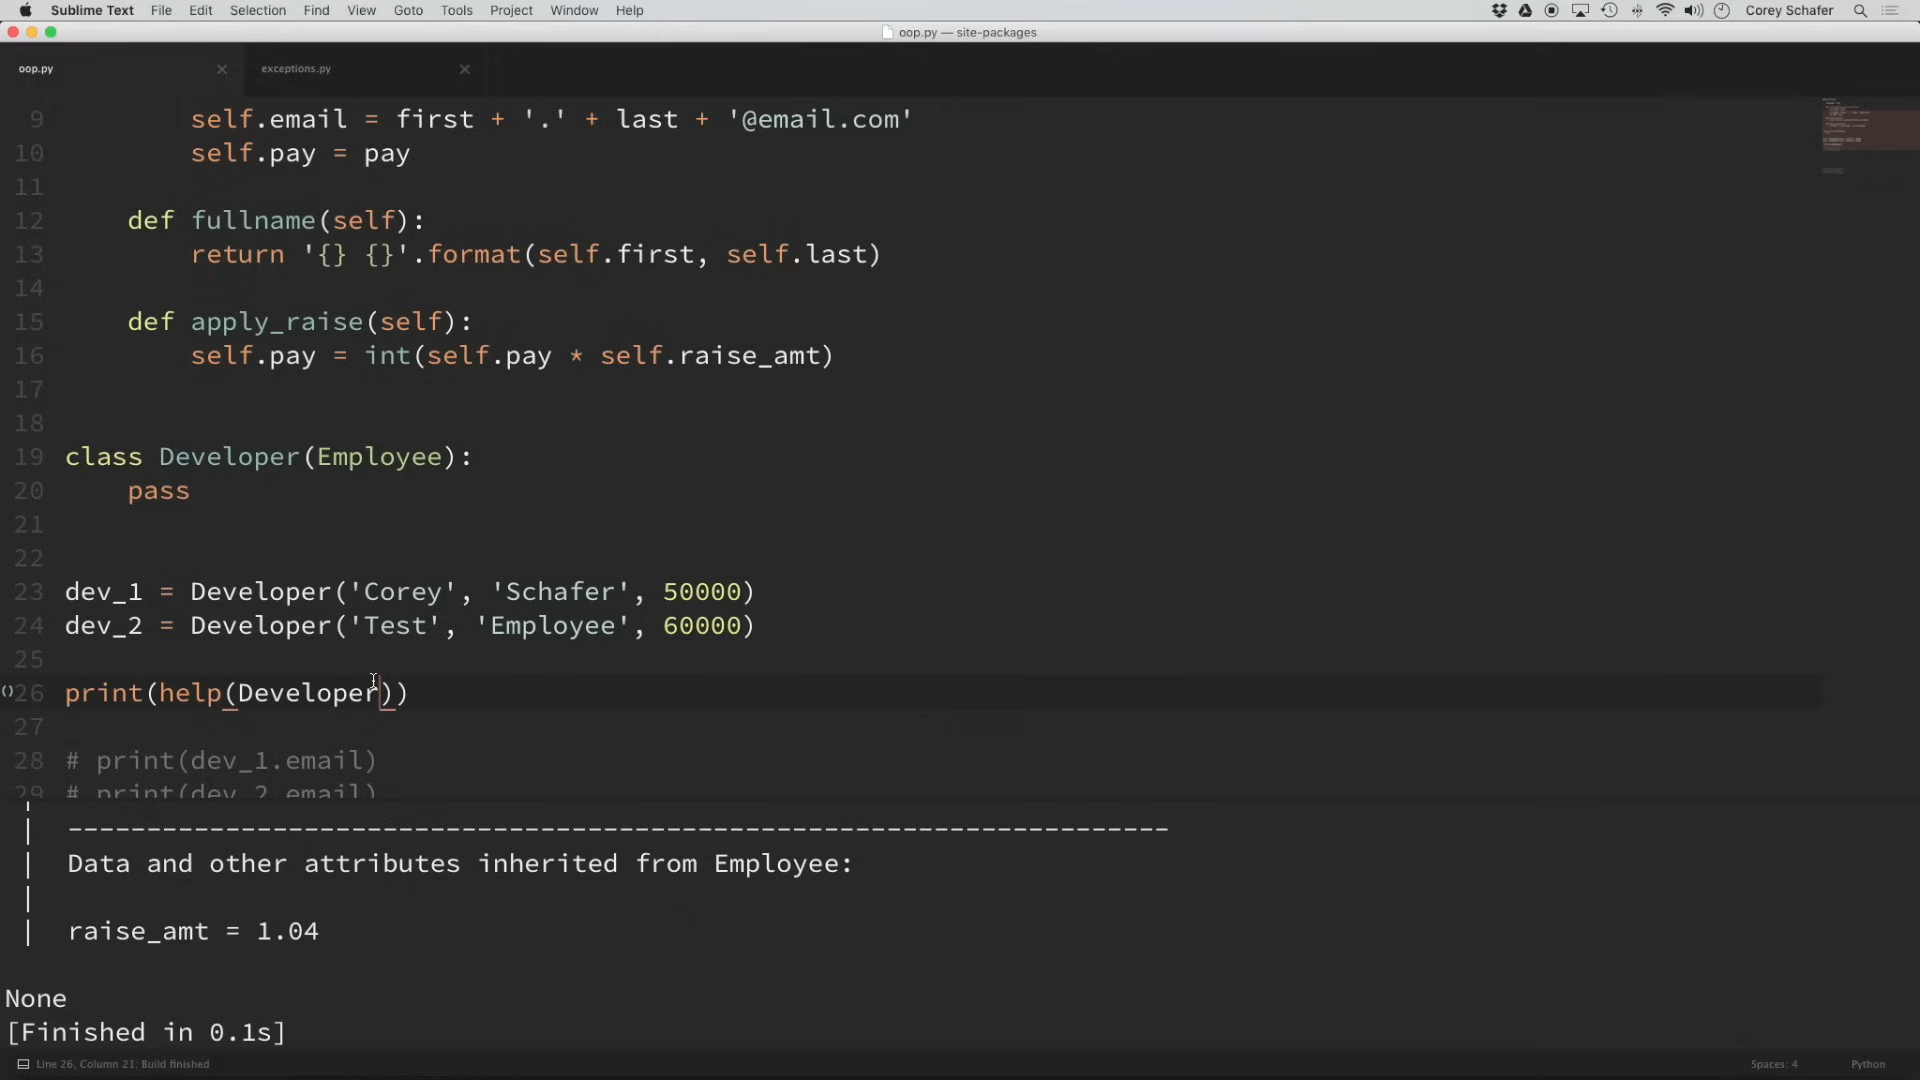 Sublime Text File Edit Selection Find View Goto Tools Project Window Help Corey Schafer
oop.py — site-packages
oop.py exceptions.py
9 self.email = first + '.' + last + '@email.com'
10 self.pay = pay
11
12 def fullname(self):
13 return '{} {}'.format(self.first, self.last)
14
15 def apply_raise(self):
16 self.pay = int(self.pay * self.raise_amt)
17
18
19 class Developer(Employee):
20 pass
21
22
23 dev_1 = Developer('Corey', 'Schafer', 50000)
24 dev_2 = Developer('Test', 'Employee', 60000)
25
26 print(help(Developer))
27
28 # print(dev_1.email)
29 # print(dev_2.email)
| ----------------------------------------------------------------------
| Data and other attributes inherited from Employee:
|
| raise_amt = 1.04
None
[Finished in 0.1s]
Line 26, Column 21; Build finished Spaces: 4 Python